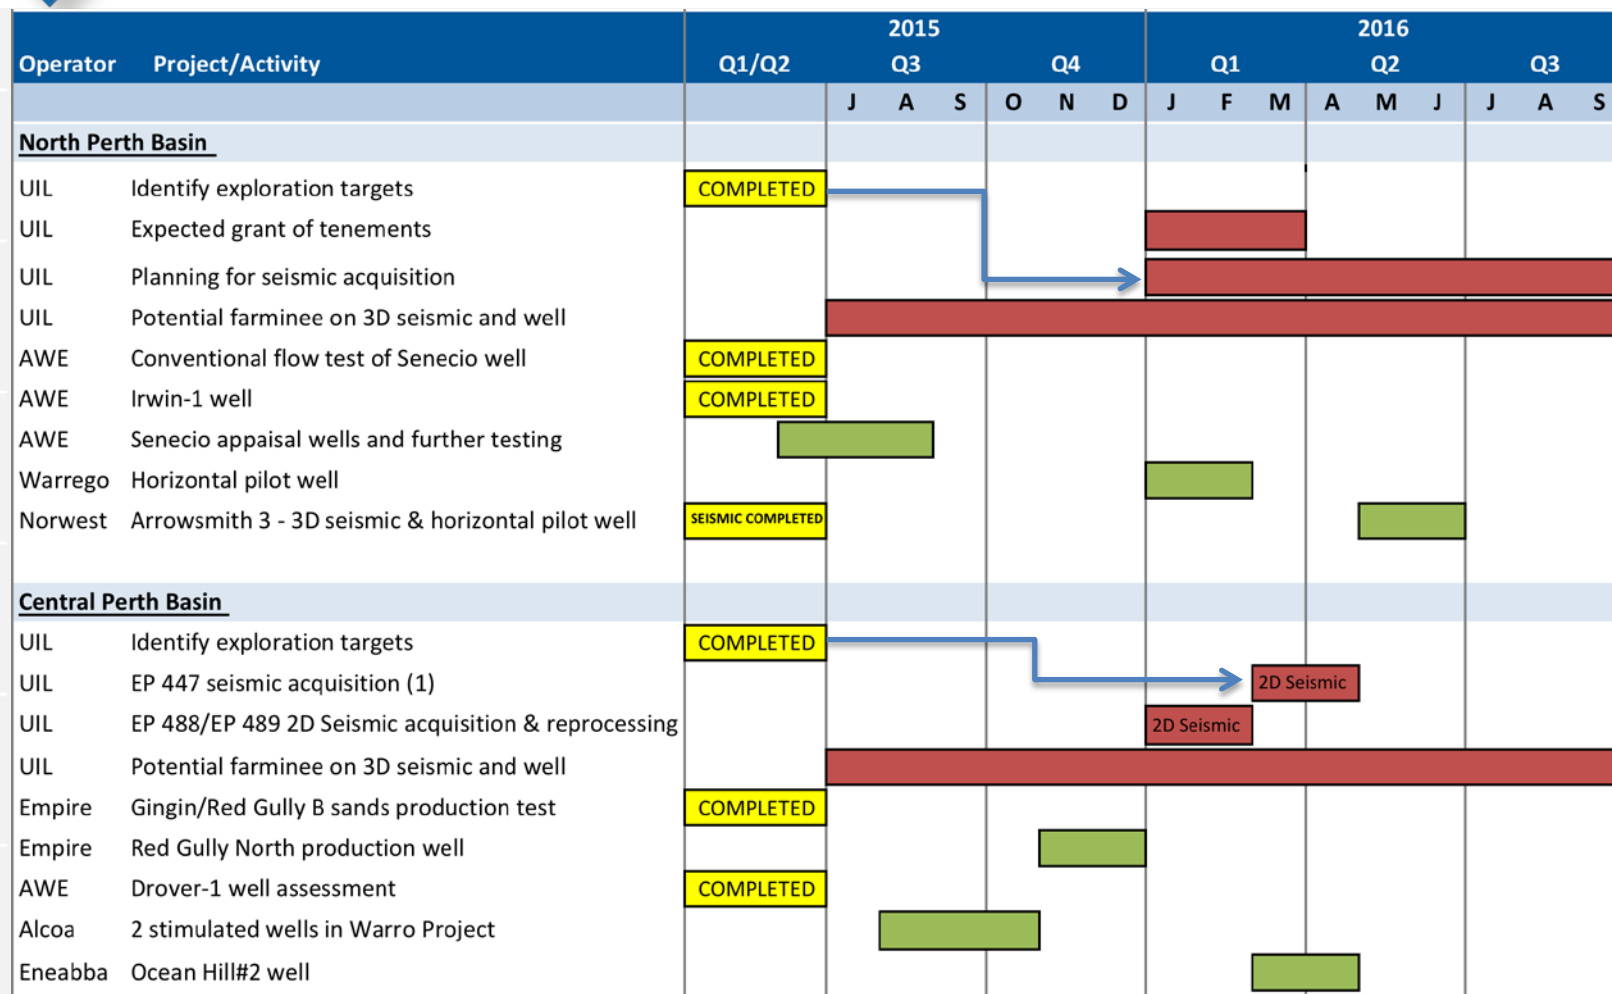 2015 2016
Operator Project/Activity Q1/Q2 Q3 Q4 Q1 Q2 Q3
J A S O N D J F M A M J J A S
North Perth Basin
UIL Identify exploration targets COMPLETED
UIL Expected grant of tenements
UIL Planning for seismic acquisition
UIL Potential farminee on 3D seismic and well
AWE Conventional flow test of Senecio well COMPLETED
AWE Irwin-1 well COMPLETED
AWE Senecio appaisal wells and further testing
Warrego Horizontal pilot well
Norwest Arrowsmith 3 - 3D seismic & horizontal pilot well SEISMIC COMPLETED
Central Perth Basin
UIL Identify exploration targets COMPLETED
UIL EP 447 seismic acquisition (1) 2D Seismic
UIL EP 488/EP 489 2D Seismic acquisition & reprocessing 2D Seismic
UIL Potential farminee on 3D seismic and well
Empire Gingin/Red Gully B sands production test COMPLETED
Empire Red Gully North production well
AWE Drover-1 well assessment COMPLETED
Alcoa 2 stimulated wells in Warro Project
Eneabba Ocean Hill#2 well